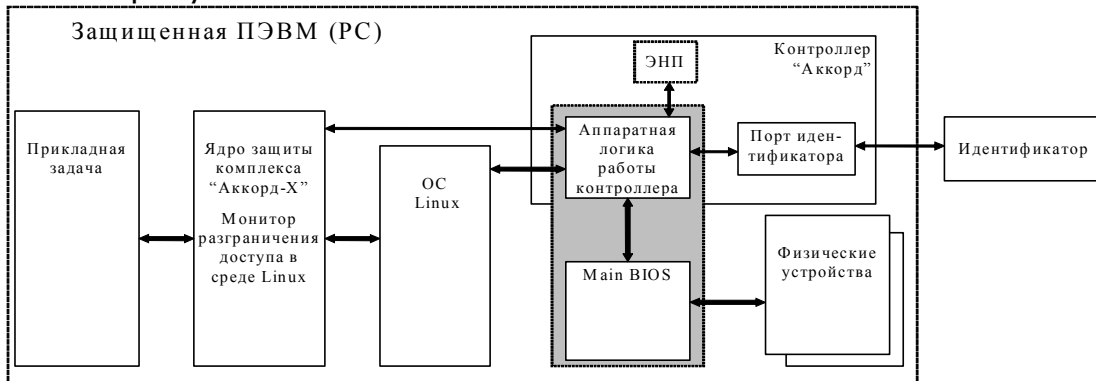 Защищенная ПЭВМ (PC)
Контроллер
“Аккорд”
ЭНП
Прикладная
задача
Ядро защиты
комплекса
“Аккорд-Х”
Монитор
разграничения
доступа в
среде Linux
ОС
Linux
Аппаратная
логика
работы
контроллера
Порт иден-
тификатора
Идентификатор
Main BIOS
Физические
устройства